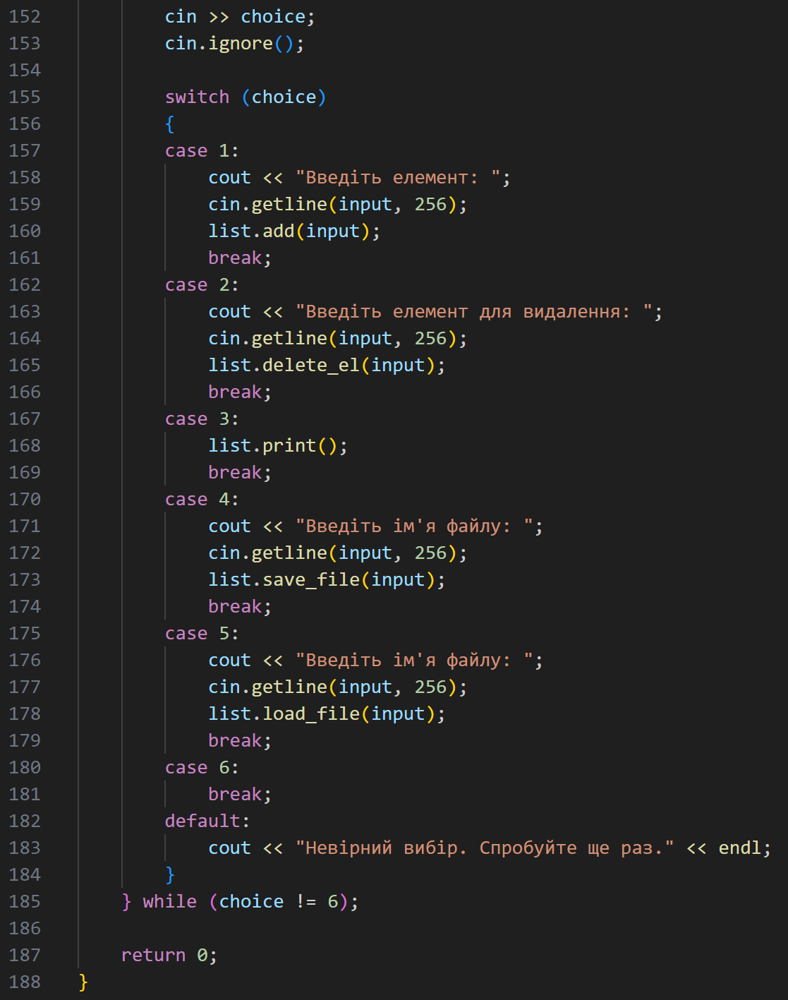 152 cin >> choice;
153 cin.ignore();
154
155 switch (choice)
156 {
157 case 1:
158 cout << "Введіть елемент: ";
159 cin.getline(input, 256);
160 list.add(input);
161 break;
162 case 2:
163 cout << "Введіть елемент для видалення: ";
164 cin.getline(input, 256);
165 list.delete_el(input);
166 break;
167 case 3:
168 list.print();
169 break;
170 case 4:
171 cout << "Введіть ім'я файлу: ";
172 cin.getline(input, 256);
173 list.save_file(input);
174 break;
175 case 5:
176 cout << "Введіть ім'я файлу: ";
177 cin.getline(input, 256);
178 list.load_file(input);
179 break;
180 case 6:
181 break;
182 default:
183 cout << "Невірний вибір. Спробуйте ще раз." << endl;
184 }
185 } while (choice != 6);
186
187 return 0;
188 }